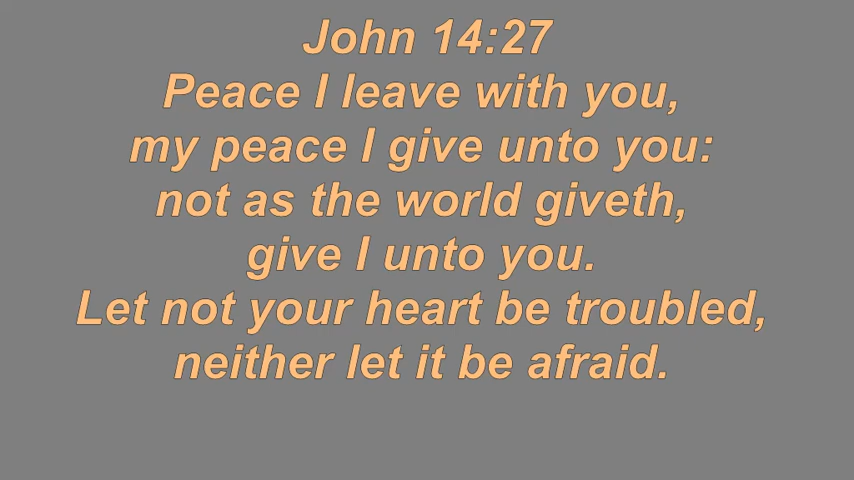 John 14:27
Peace I leave with you,
my peace I give unto you:
not as the world giveth,
give I unto you.
Let not your heart be troubled,
neither let it be afraid.